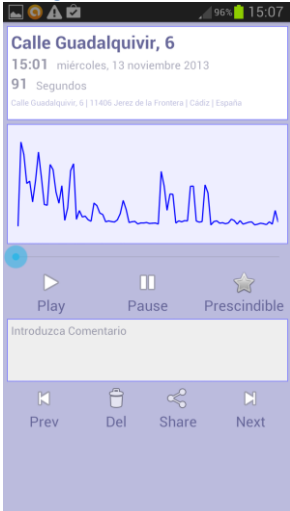 96% 15:07
Calle Guadalquivir, 6
15:01 miércoles, 13 noviembre 2013
91 Segundos
Calle Guadalquivir, 6 | 11406 Jerez de la Frontera | Cádiz | España
Play Pause Prescindible
Introduzca Comentario
Prev Del Share Next